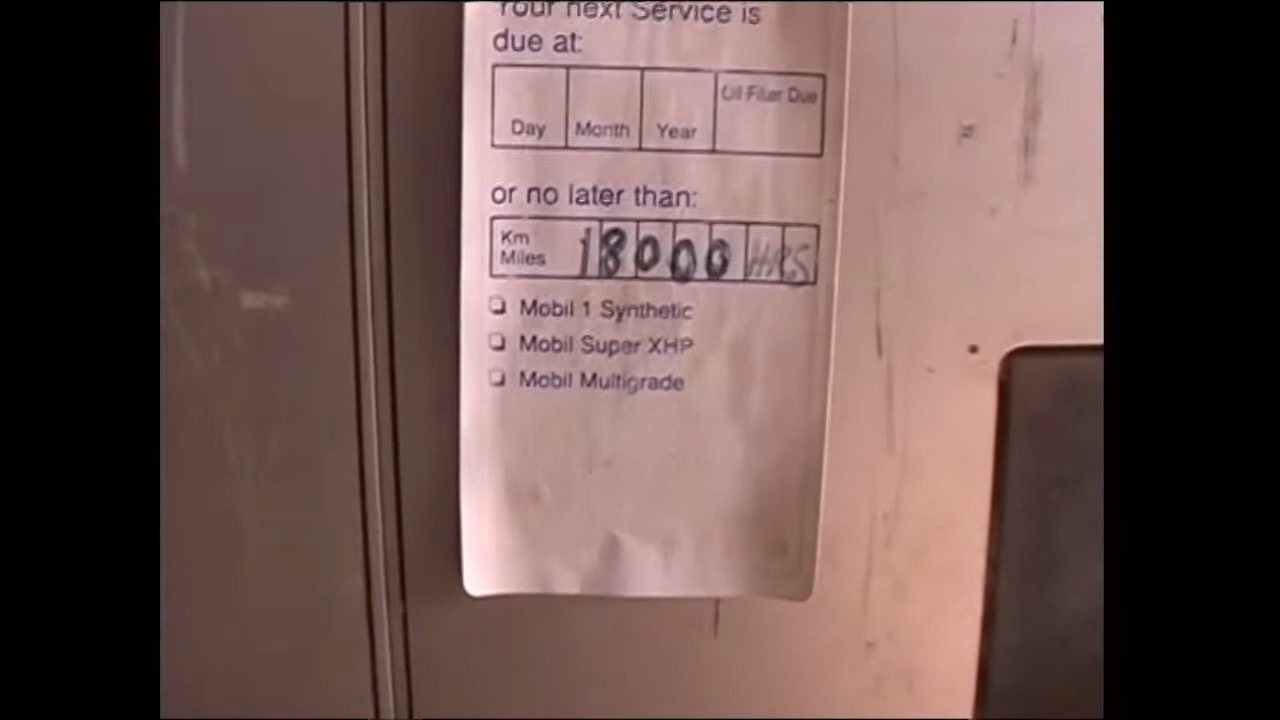 Your next Service is
due at:
Day Month Year Oil Filter Due
or no later than:
Km
Miles 18000 HRS
Mobil 1 Synthetic
Mobil Super XHP
Mobil Multigrade